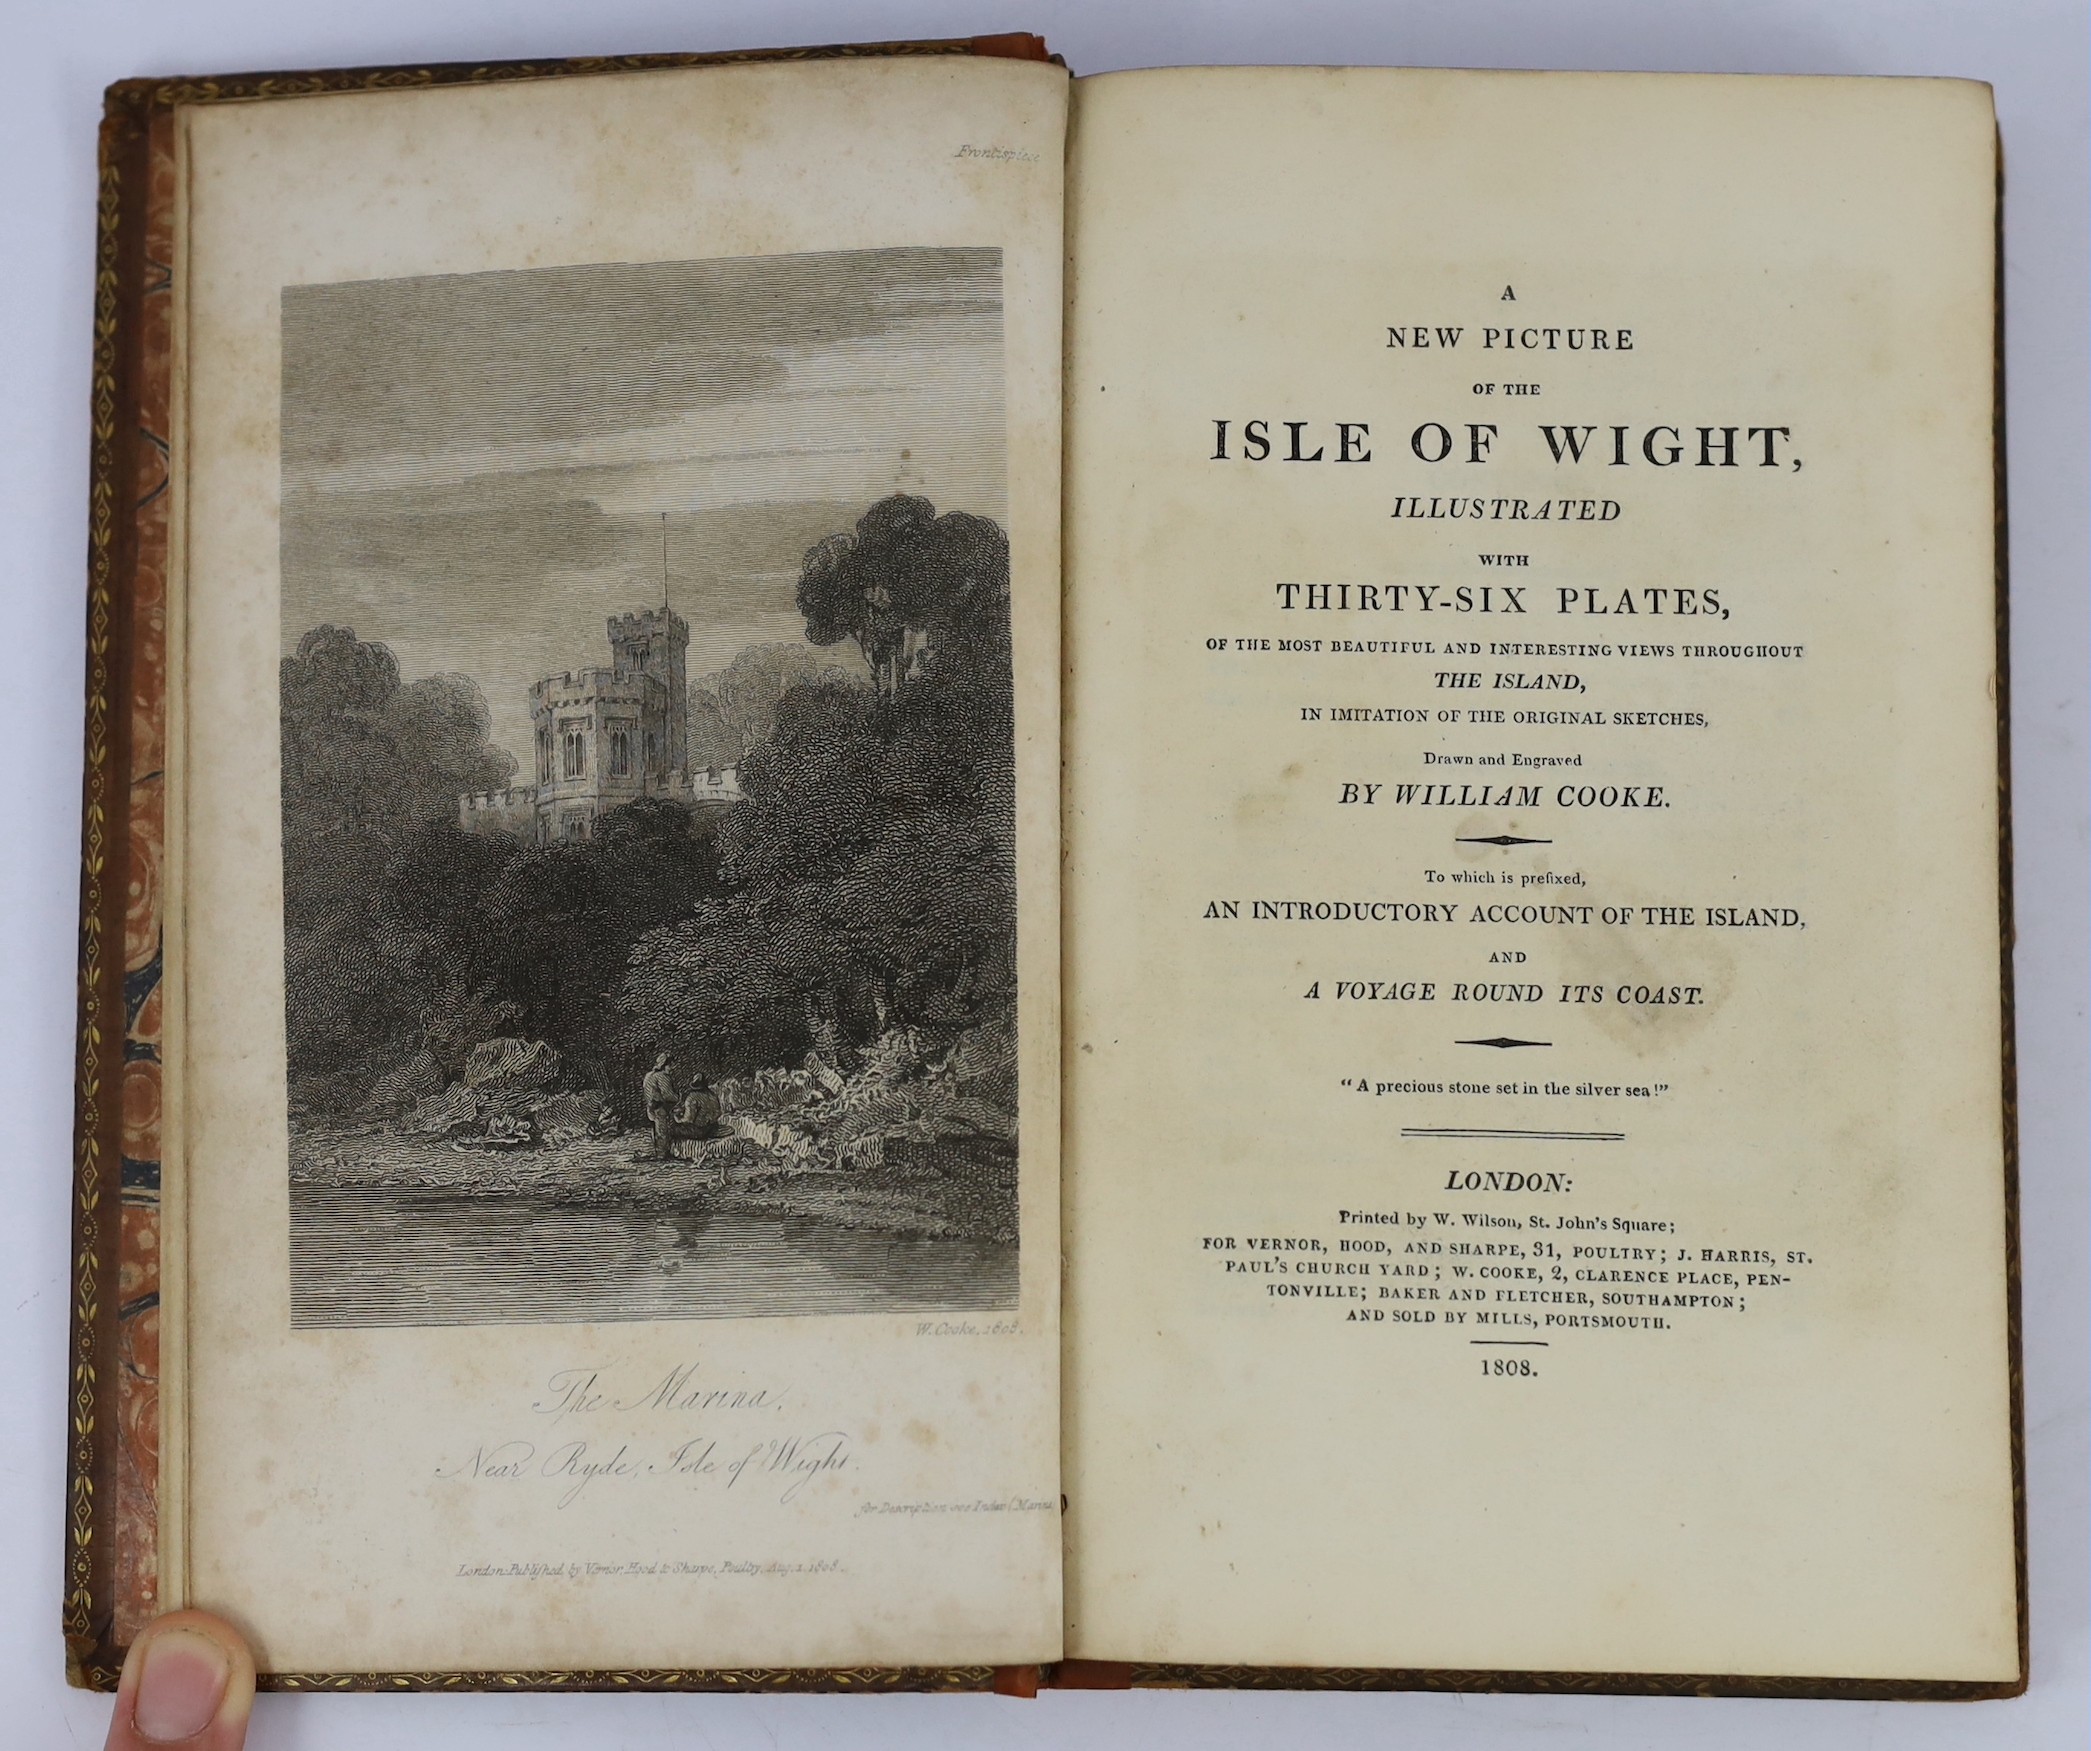 Frontispiece
W. Cooke, 1808.
The Marina.
Near Ryde, Isle of Wight.
for Description see Index (Marina
London: Published by Vernor, Hood & Sharpe, Poultry, Aug. 1. 1808.
A
NEW PICTURE
OF THE
ISLE OF WIGHT,
ILLUSTRATED
WITH
THIRTY-SIX PLATES,
OF THE MOST BEAUTIFUL AND INTERESTING VIEWS THROUGHOUT
THE ISLAND,
IN IMITATION OF THE ORIGINAL SKETCHES,
Drawn and Engraved
BY WILLIAM COOKE.
To which is prefixed,
AN INTRODUCTORY ACCOUNT OF THE ISLAND,
AND
A VOYAGE ROUND ITS COAST.
"A precious stone set in the silver sea!"
LONDON:
Printed by W. Wilson, St. John's Square;
FOR VERNOR, HOOD, AND SHARPE, 31, POULTRY; J. HARRIS, ST.
PAUL'S CHURCH YARD; W. COOKE, 2, CLARENCE PLACE, PEN-
TONVILLE; BAKER AND FLETCHER, SOUTHAMPTON;
AND SOLD BY MILLS, PORTSMOUTH.
1808.